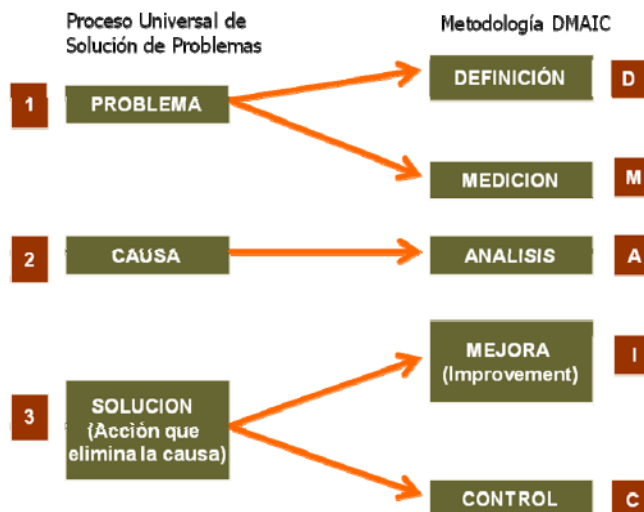 Proceso Universal de
Solución de Problemas
Metodología DMAIC
1
PROBLEMA
DEFINICIÓN
D
MEDICION
M
2
CAUSA
ANALISIS
A
3
SOLUCION
(Acción que
elimina la causa)
MEJORA
(Improvement)
I
CONTROL
C